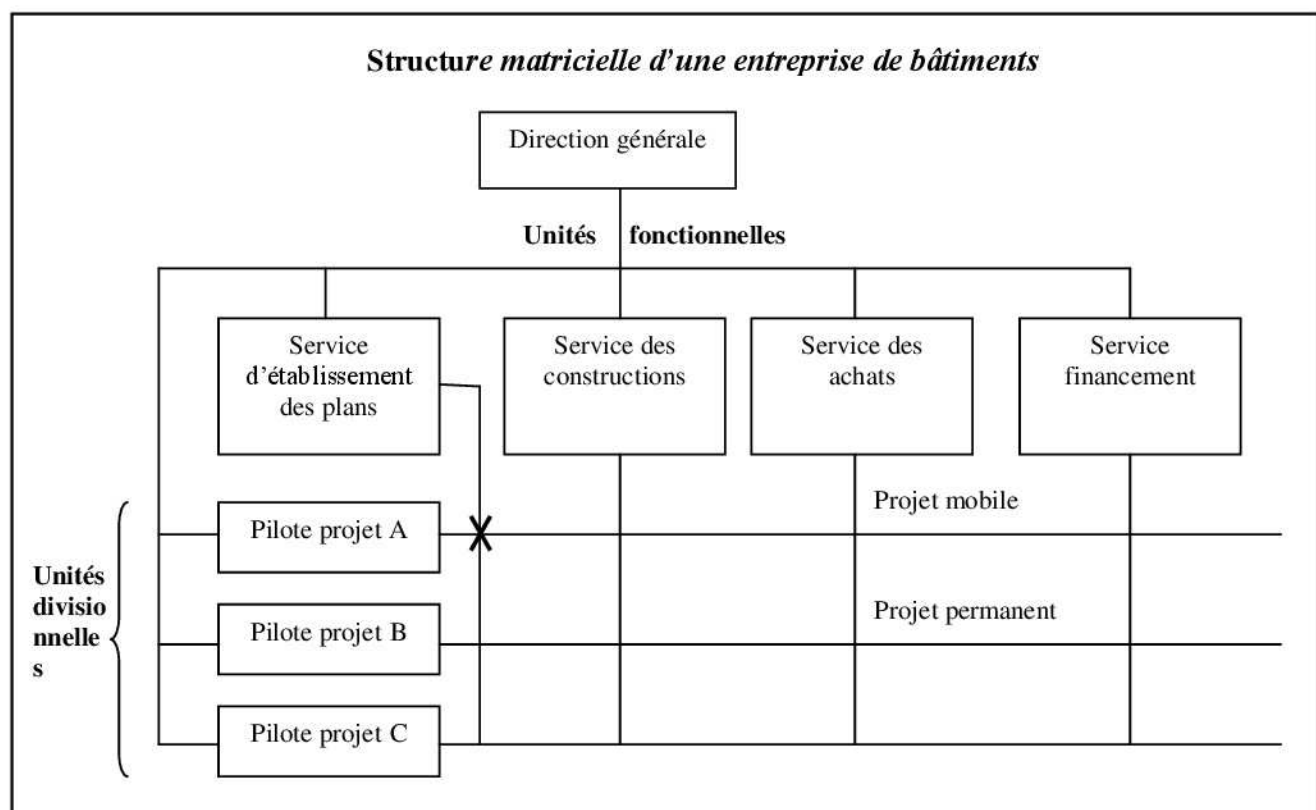 Structure matricielle d'une entreprise de bâtiments
Direction générale
Unités fonctionnelles
Service
d'établissement
des plans
Service des
constructions
Service des
achats
Service
financement
Projet mobile
Pilote projet A
Unités
divisio
nnelle
s
Projet permanent
Pilote projet B
Pilote projet C